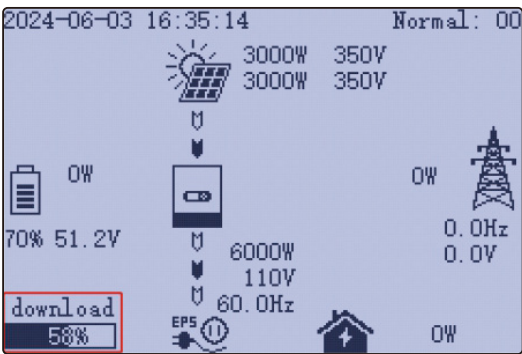 2024-06-03 16:35:14 Normal: 00
3000W 350V
3000W 350V
0W
0W
70% 51.2V
0.0Hz
0.0V
6000W
110V
60.0Hz
download
58%
EPS
0W